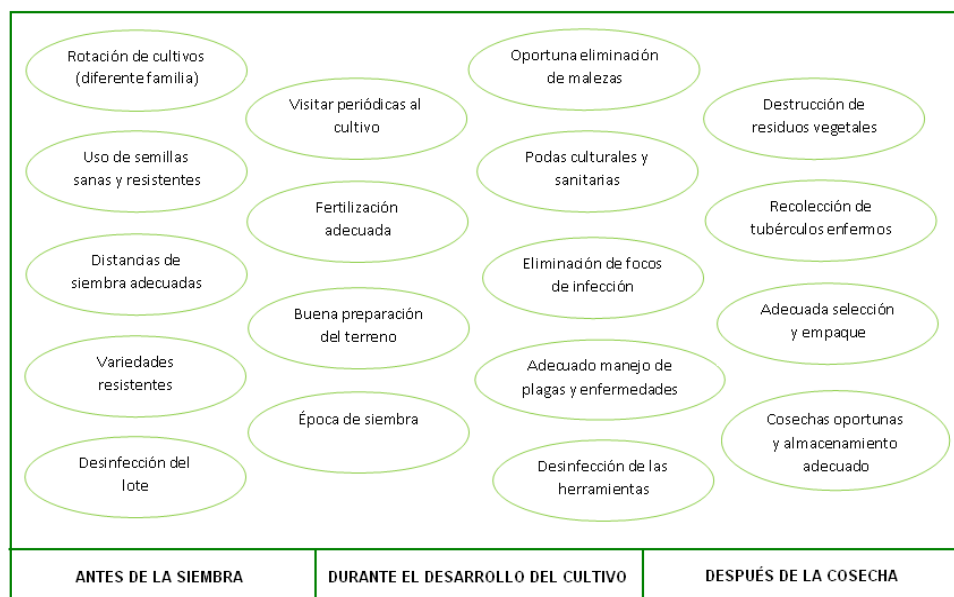 Rotación de cultivos
(diferente familia)
Uso de semillas
sanas y resistentes
Distancias de
siembra adecuadas
Variedades
resistentes
Desinfección del
lote
Visitar periódicas al
cultivo
Fertilización
adecuada
Buena preparación
del terreno
Época de siembra
Oportuna eliminación
de malezas
Podas culturales y
sanitarias
Eliminación de focos
de infección
Adecuado manejo de
plagas y enfermedades
Desinfección de las
herramientas
Destrucción de
residuos vegetales
Recolección de
tubérculos enfermos
Adecuada selección
y empaque
Cosechas oportunas
y almacenamiento
adecuado
ANTES DE LA SIEMBRA
DURANTE EL DESARROLLO DEL CULTIVO
DESPUÉS DE LA COSECHA